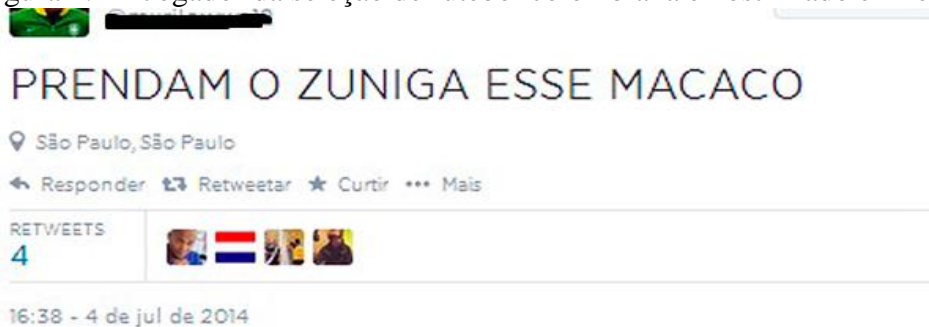 PRENDAM O ZUNIGA ESSE MACACO
São Paulo, São Paulo
Responder Retweetar Curtir Mais
RETWEETS
4
16:38 - 4 de jul de 2014